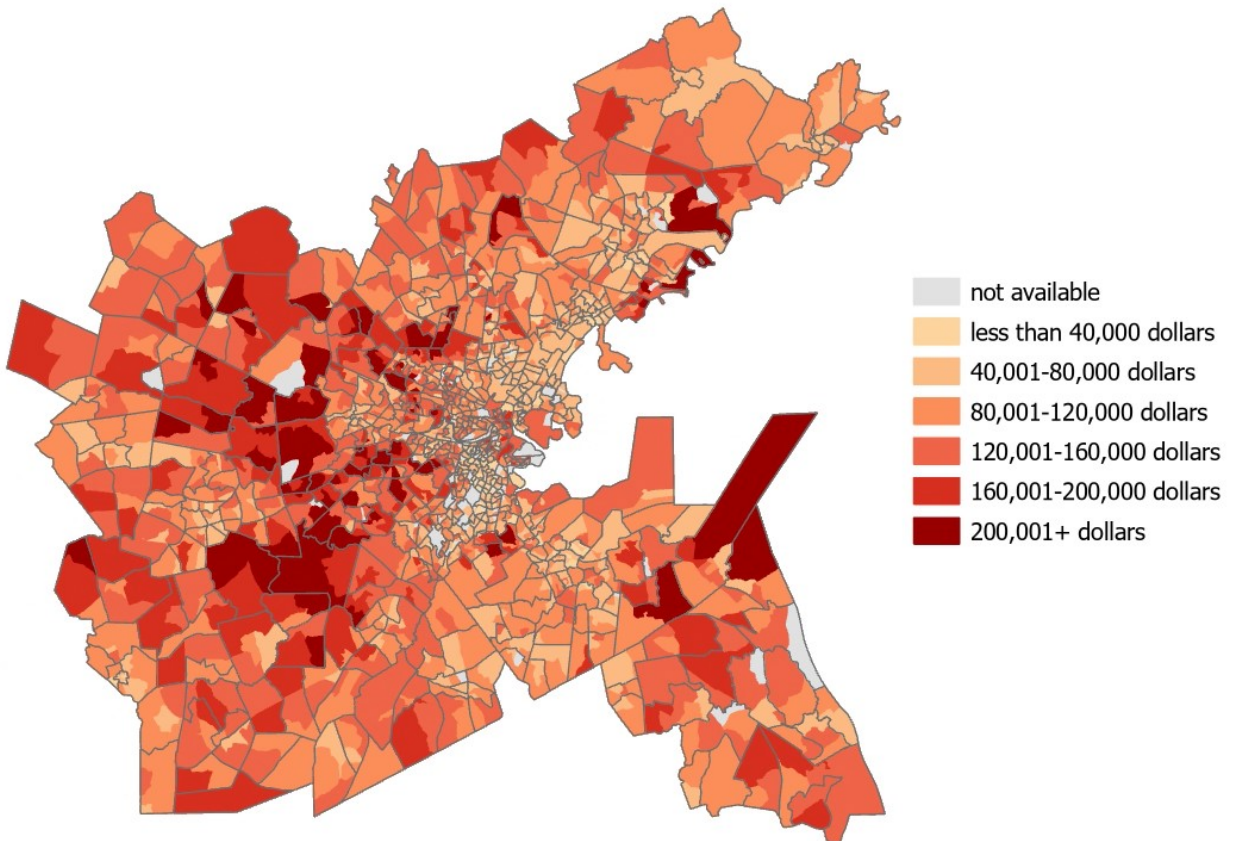 not available
less than 40,000 dollars
40,001-80,000 dollars
80,001-120,000 dollars
120,001-160,000 dollars
160,001-200,000 dollars
200,001+ dollars